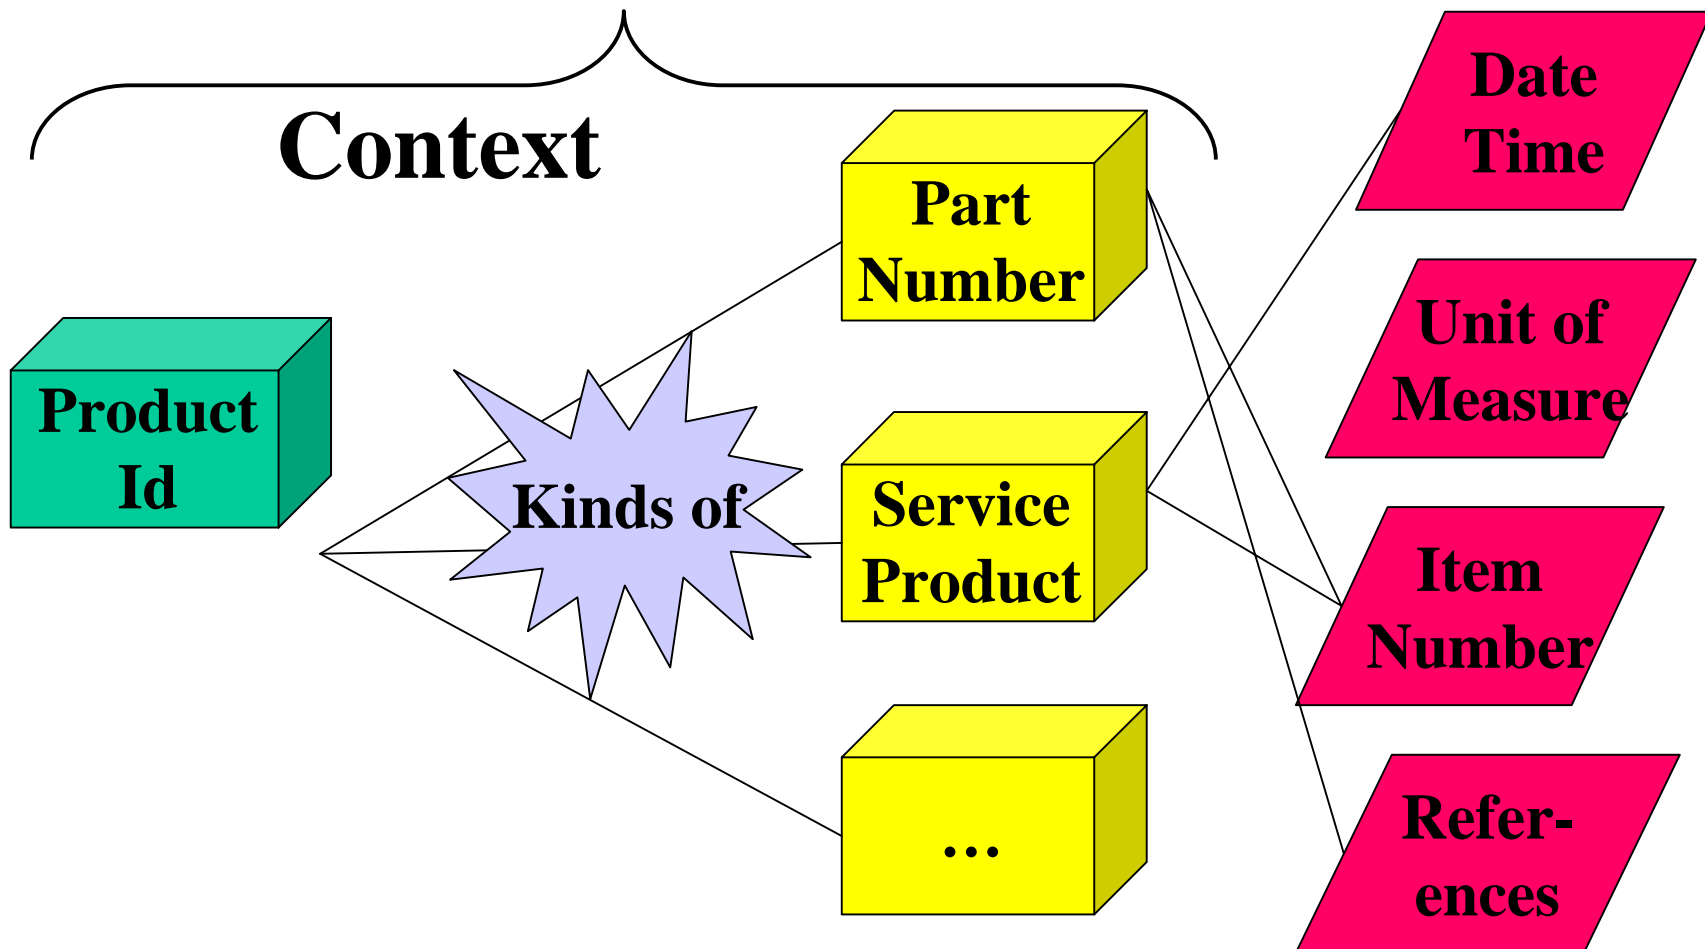 Context
Product
Id
Kinds of
Part
Number
Service
Product
...
Date
Time
Unit of
Measure
Item
Number
Refer-
ences